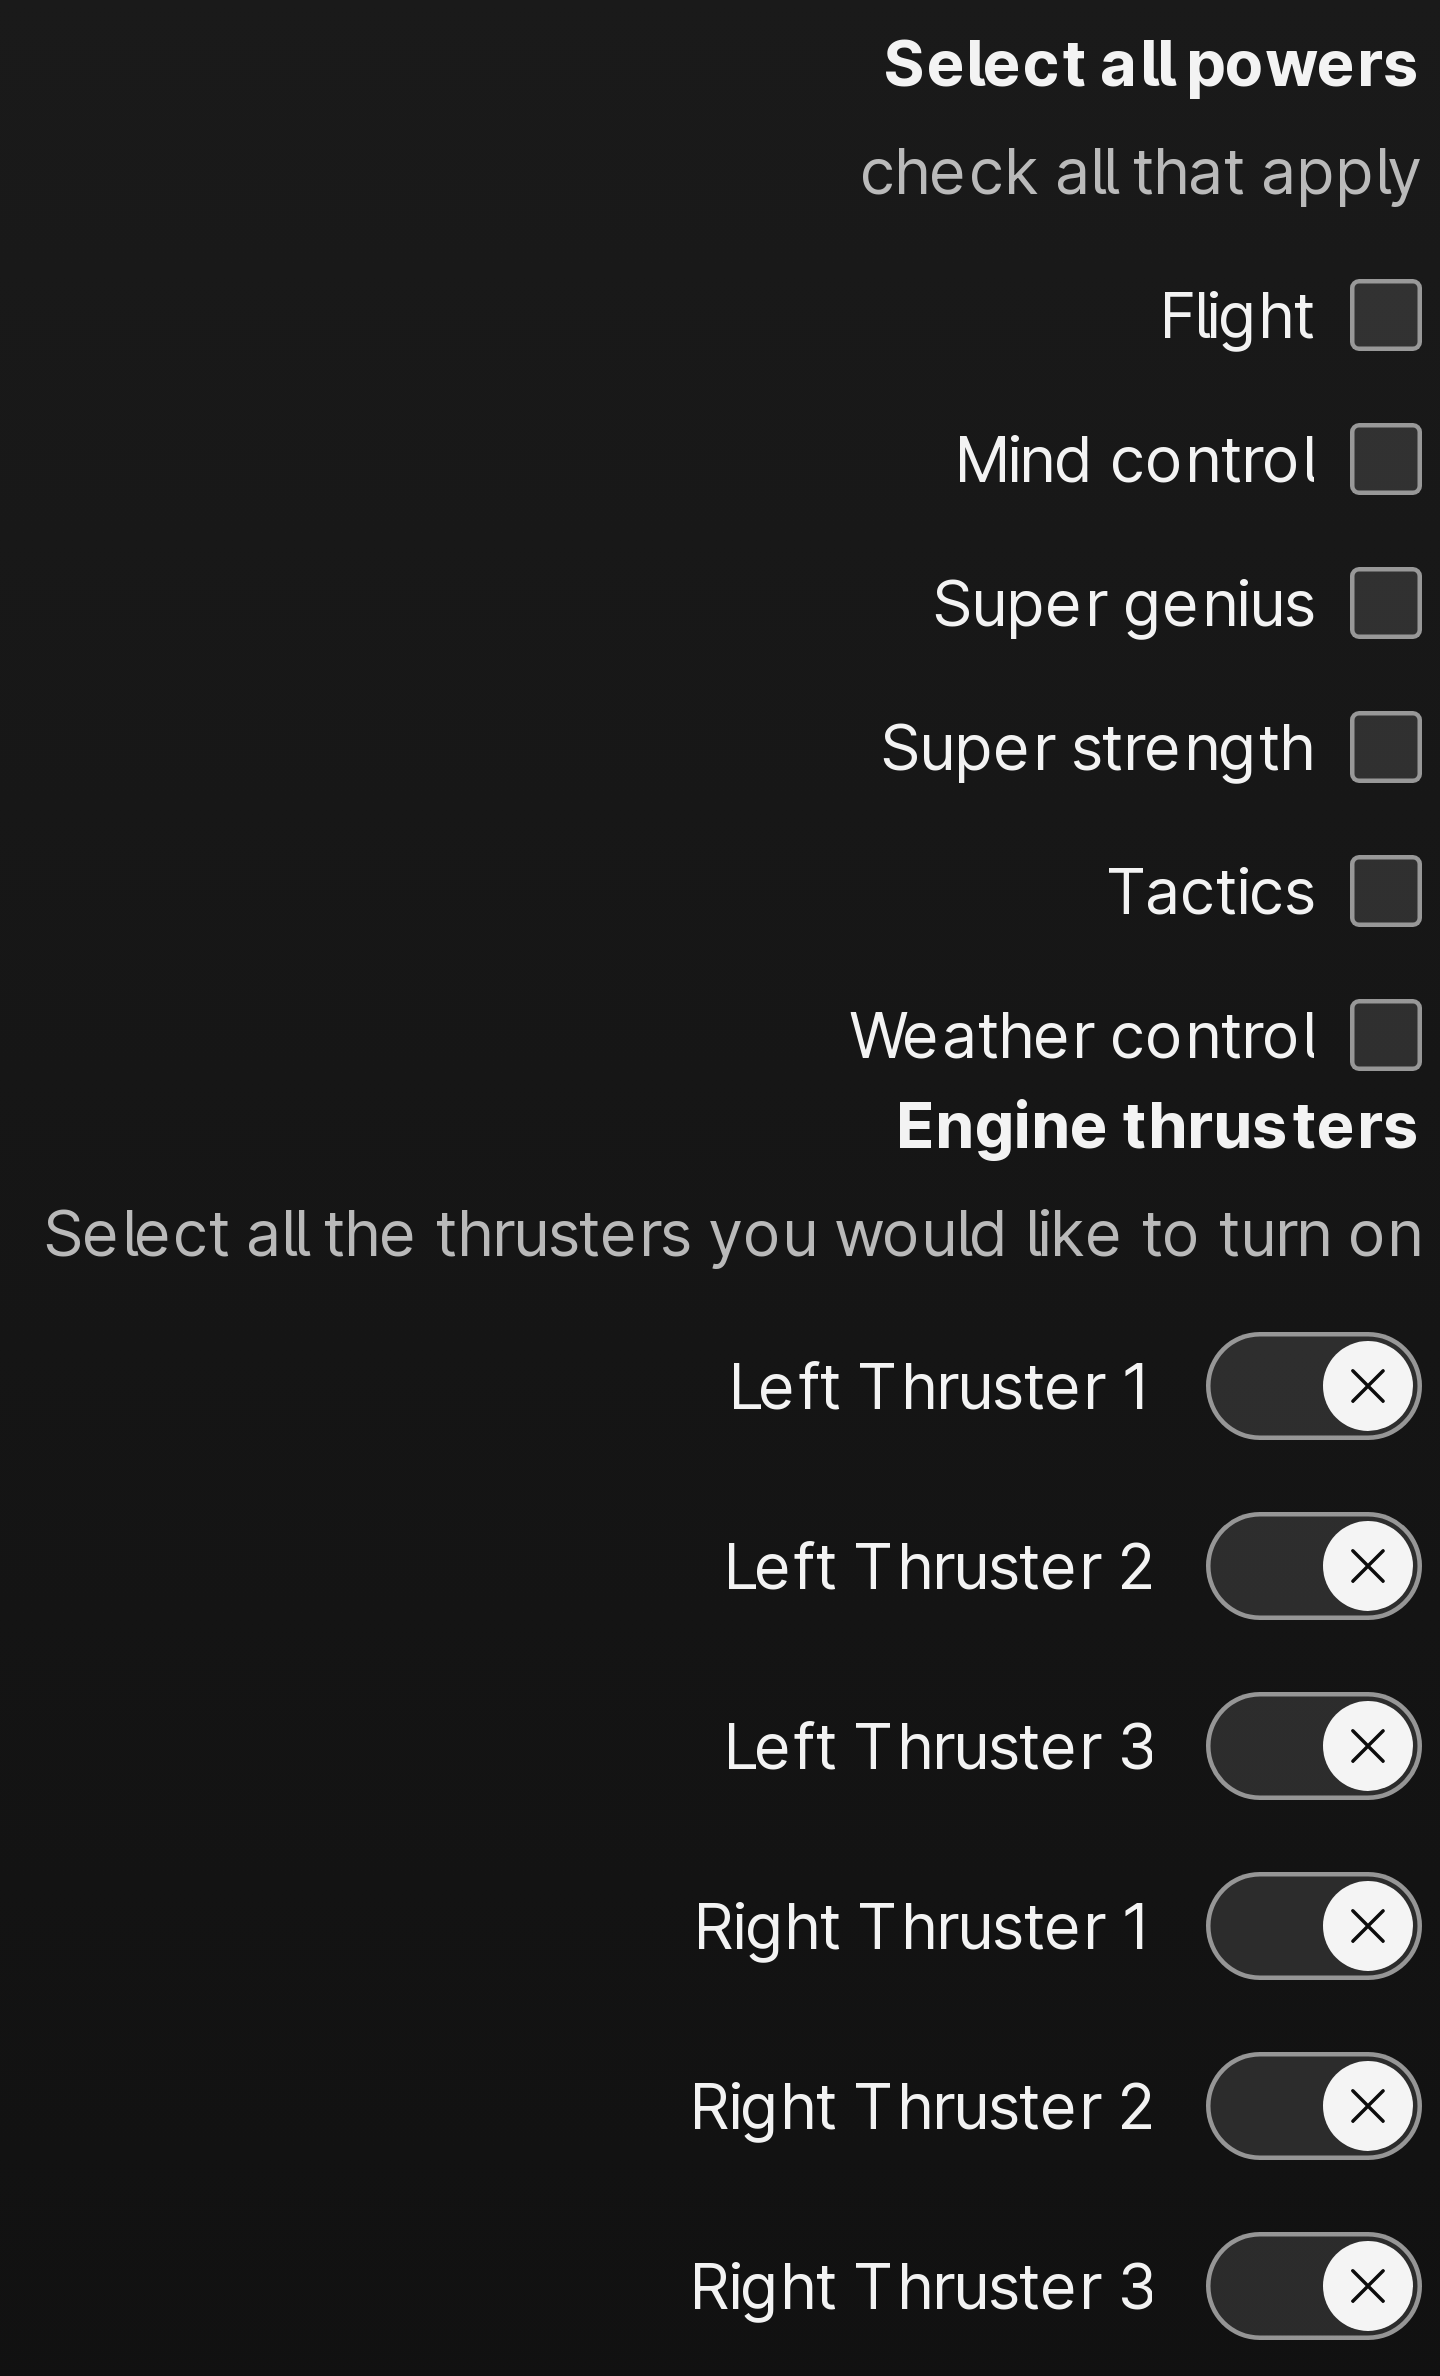 Select all powers
check all that apply
Flight
Mind control
Super genius
Super strength
Tactics
Weather control
Engine thrusters
Select all the thrusters you would like to turn on
Left Thruster 1
Left Thruster 2
Left Thruster 3
Right Thruster 1
Right Thruster 2
Right Thruster 3